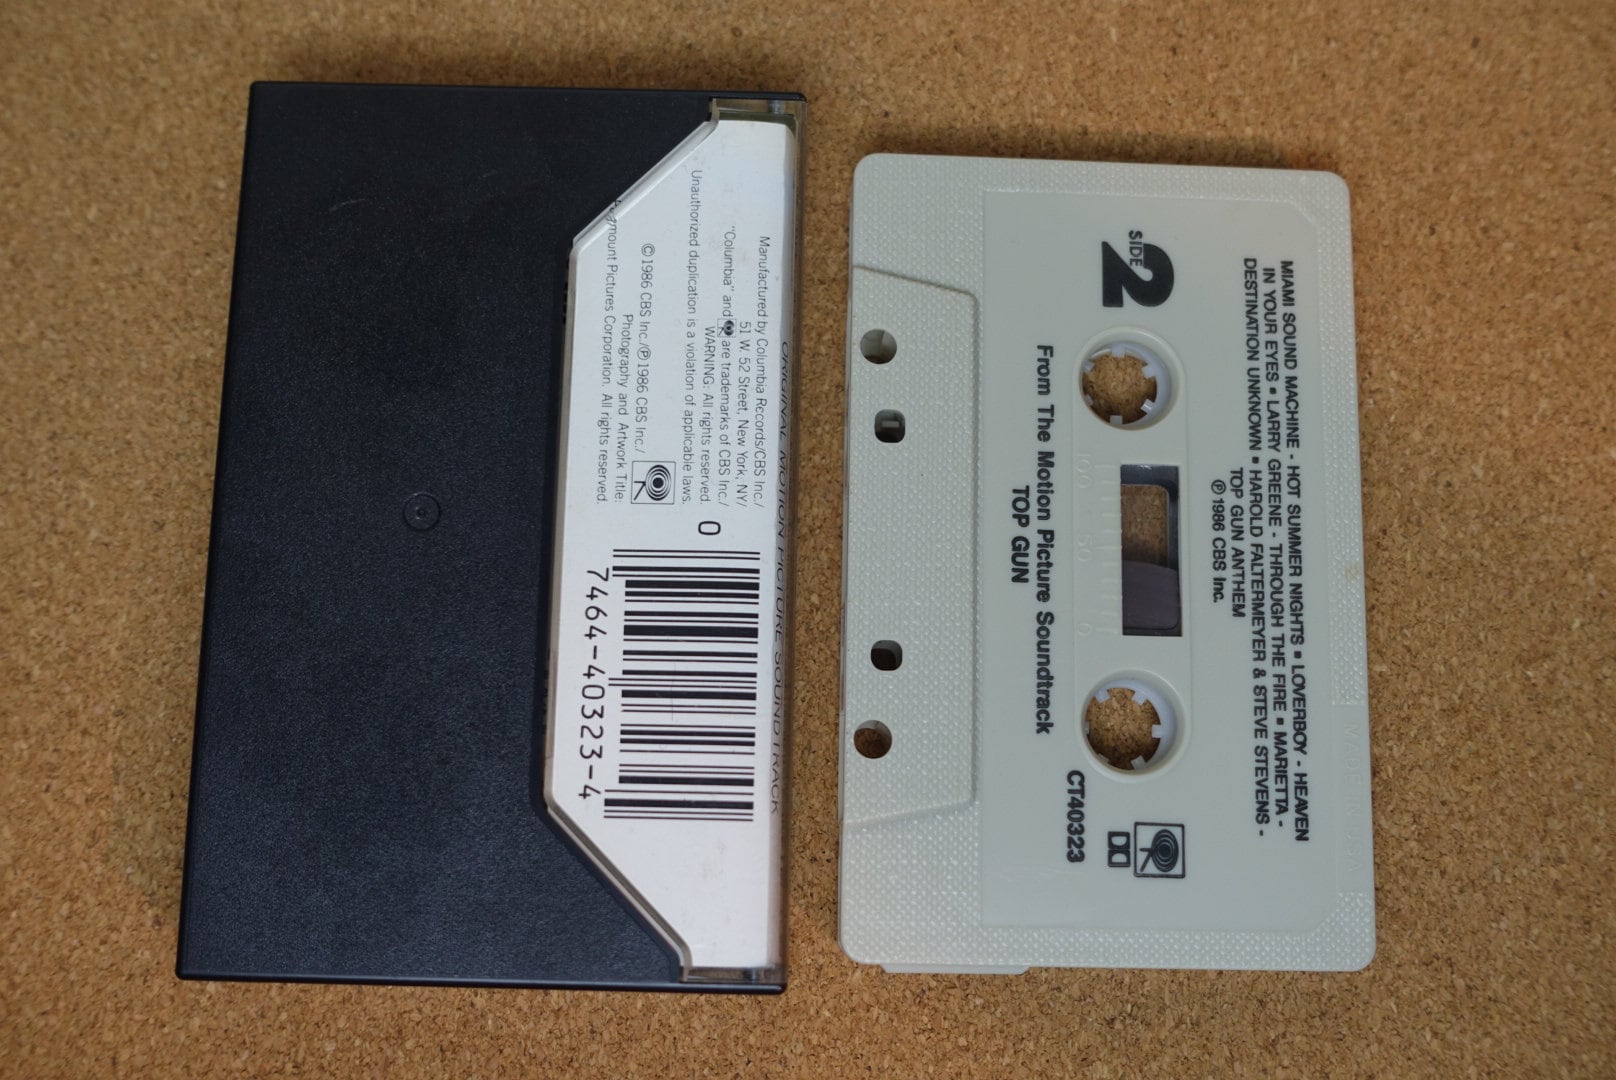 ORIGINAL MOTION PICTURE SOUNDTRACK
Manufactured by Columbia Records/CBS Inc./
51 W. 52 Street, New York, NY/
"Columbia" and are trademarks of CBS Inc./
WARNING: All rights reserved.
Unauthorized duplication is a violation of applicable laws.
©1986 CBS Inc./℗1986 CBS Inc./
Photography and Artwork Title:
Paramount Pictures Corporation. All rights reserved.
0
7464-40323-4
MIAMI SOUND MACHINE - HOT SUMMER NIGHTS ■ LOVERBOY - HEAVEN
IN YOUR EYES ■ LARRY GREENE - THROUGH THE FIRE ■ MARIETTA -
DESTINATION UNKNOWN ■ HAROLD FALTERMEYER & STEVE STEVENS -
TOP GUN ANTHEM
℗1986 CBS Inc.
SIDE
2
From The Motion Picture Soundtrack
TOP GUN
CT40323
100 50 0
MADE IN USA